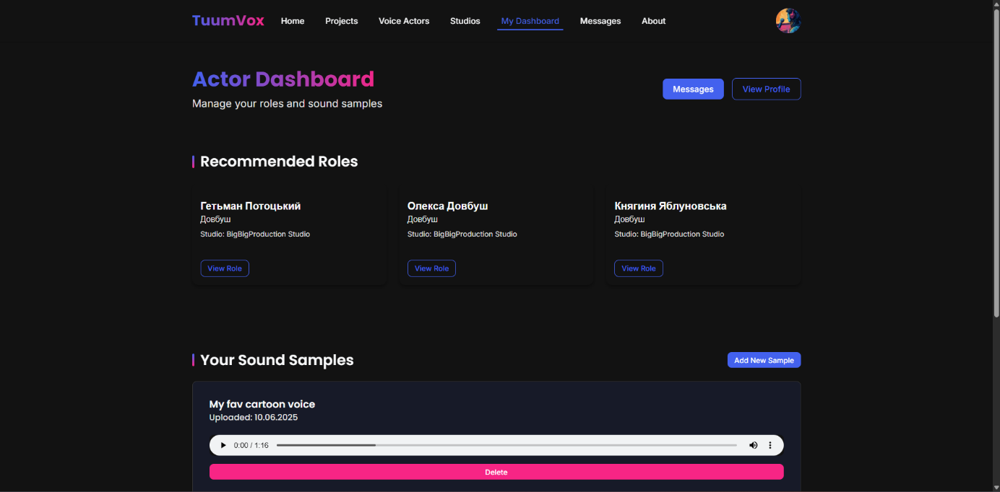 TuumVox Home Projects Voice Actors Studios My Dashboard Messages About
Actor Dashboard
Manage your roles and sound samples
Messages View Profile
Recommended Roles
Гетьман Потоцький
Довбуш
Studio: BigBigProduction Studio
View Role
Олекса Довбуш
Довбуш
Studio: BigBigProduction Studio
View Role
Княгиня Яблуновська
Довбуш
Studio: BigBigProduction Studio
View Role
Your Sound Samples
Add New Sample
My fav cartoon voice
Uploaded: 10.06.2025
0:00 / 1:16
Delete